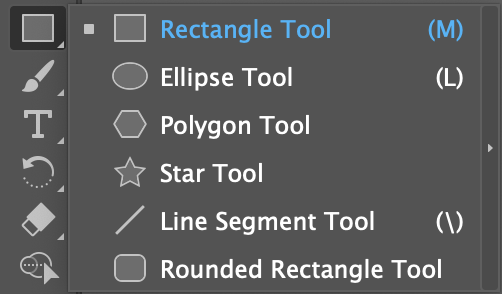 Rectangle Tool (M)
Ellipse Tool (L)
Polygon Tool
Star Tool
Line Segment Tool (\)
Rounded Rectangle Tool